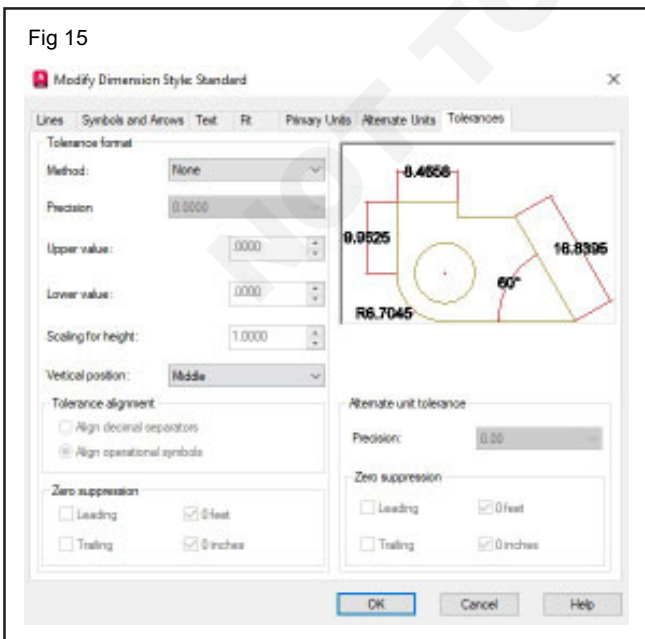 Fig 15
Modify Dimension Style: Standard
Lines Symbols and Arrows Text Fit Primary Units Alternate Units Tolerances
Tolerance format
Method: None
Precision 0.0000
Upper value: .0000
Lower value: .0000
Scaling for height: 1.0000
Vertical position: Middle
Tolerance alignment
Align decimal separators
Align operational symbols
Zero suppression
Leading 0 feet
Trailing 0 inches
8.4656
9.9525
16.8395
60°
R6.7045
Alternate unit tolerance
Precision: 0.00
Zero suppression
Leading 0 feet
Trailing 0 inches
OK Cancel Help
NOT TO